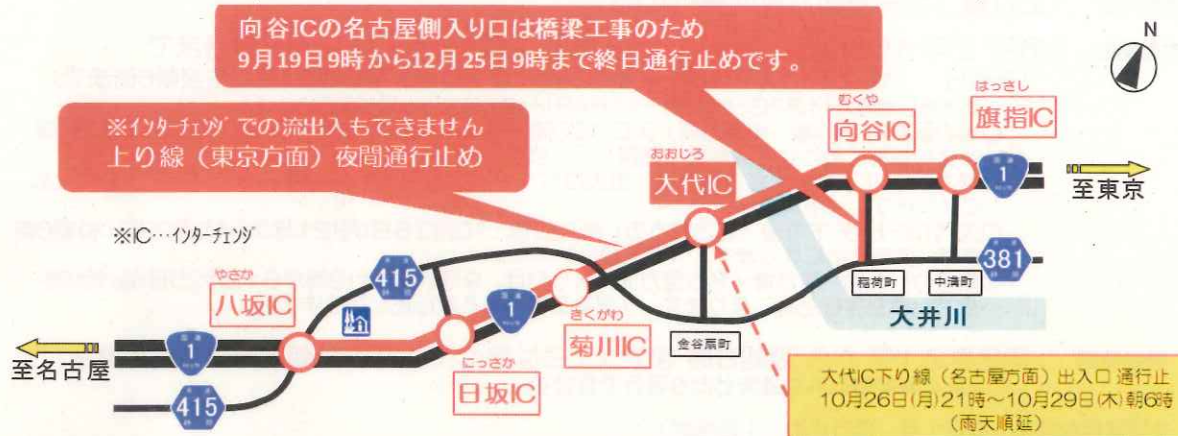 向谷ICの名古屋側入り口は橋梁工事のため
9月19日9時から12月25日9時まで終日通行止めです。
N
※インターチェンジでの流出入もできません
上り線（東京方面）夜間通行止め
むくや
向谷IC
はっさし
旗指IC
おおじろ
大代IC
1
至東京
※IC…インターチェンジ
415
381
稲荷町
中溝町
やさか
八坂IC
1
大井川
きくがわ
菊川IC
金谷扇町
1
至名古屋
にっさか
日坂IC
415
大代IC下り線（名古屋方面）出入口 通行止
10月26日(月)21時～10月29日(木)朝6時
（雨天順延）